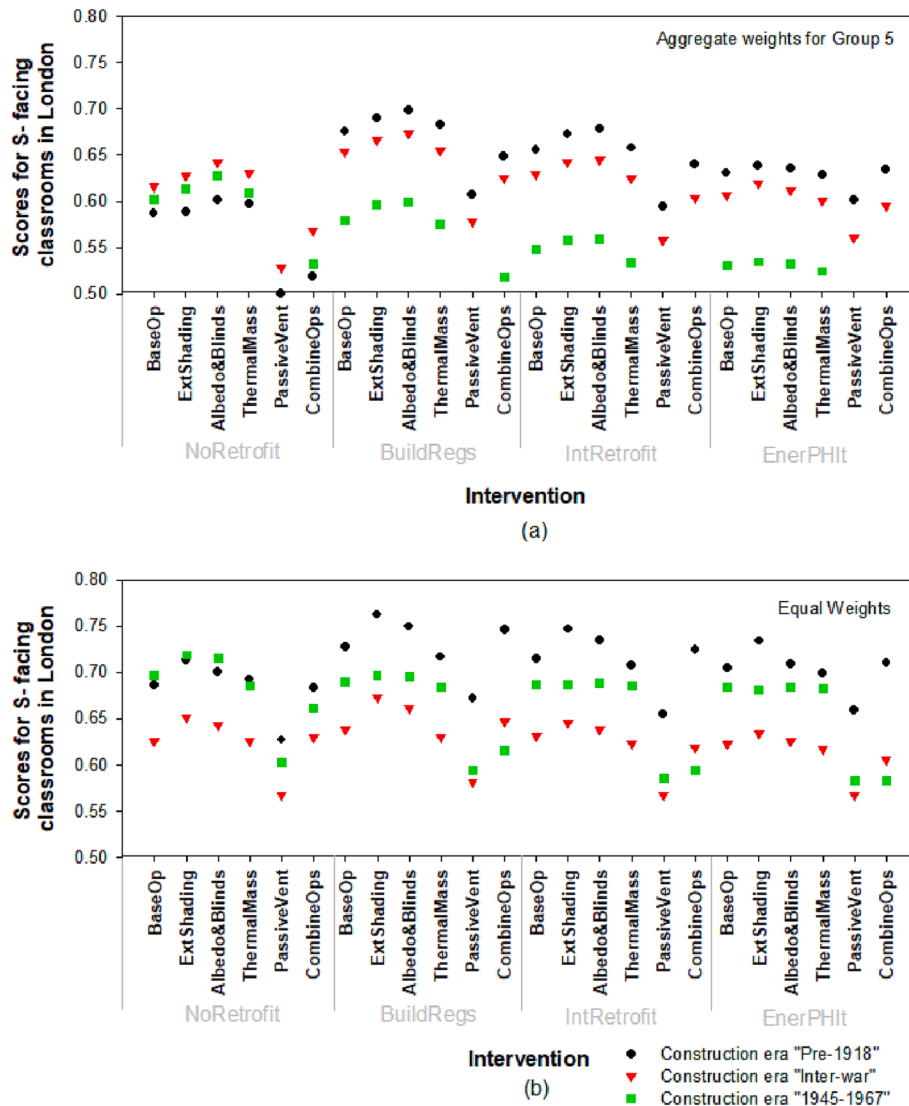 Aggregate weights for Group 5
Scores for S- facing
classrooms in London
0.80
0.75
0.70
0.65
0.60
0.55
0.50
BaseOp
ExtShading
Albedo&Blinds
ThermalMass
PassiveVent
CombineOps
BaseOp
ExtShading
Albedo&Blinds
ThermalMass
PassiveVent
CombineOps
BaseOp
ExtShading
Albedo&Blinds
ThermalMass
PassiveVent
CombineOps
BaseOp
ExtShading
Albedo&Blinds
ThermalMass
PassiveVent
CombineOps
NoRetrofit
BuildRegs
IntRetrofit
EnerPHIt
Intervention
(a)
Equal Weights
Scores for S- facing
classrooms in London
0.80
0.75
0.70
0.65
0.60
0.55
0.50
BaseOp
ExtShading
Albedo&Blinds
ThermalMass
PassiveVent
CombineOps
BaseOp
ExtShading
Albedo&Blinds
ThermalMass
PassiveVent
CombineOps
BaseOp
ExtShading
Albedo&Blinds
ThermalMass
PassiveVent
CombineOps
BaseOp
ExtShading
Albedo&Blinds
ThermalMass
PassiveVent
CombineOps
NoRetrofit
BuildRegs
IntRetrofit
EnerPHIt
Intervention
(b)
Construction era "Pre-1918"
Construction era "Inter-war"
Construction era "1945-1967"